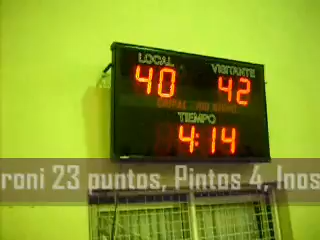 LOCAL VISITANTE
40 42
TIEMPO
4:14
roni 23 puntos, Pintos 4, Inos